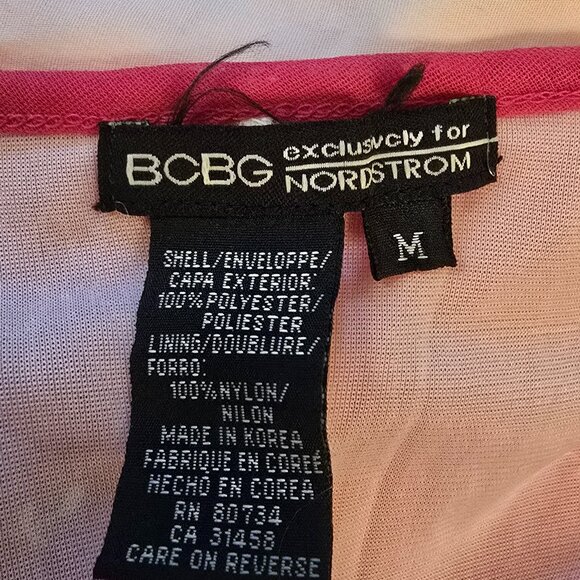 BCBG exclusively for
NORDSTROM
M
SHELL/ENVELOPPE/
CAPA EXTERIOR.
100% POLYESTER/
POLIESTER
LINING/DOUBLURE/
FORRO:
100%NYLON/
NILON
MADE IN KOREA
FABRIQUE EN COREÉ
HECHO EN COREA
RN 80734
CA 31458
CARE ON REVERSE